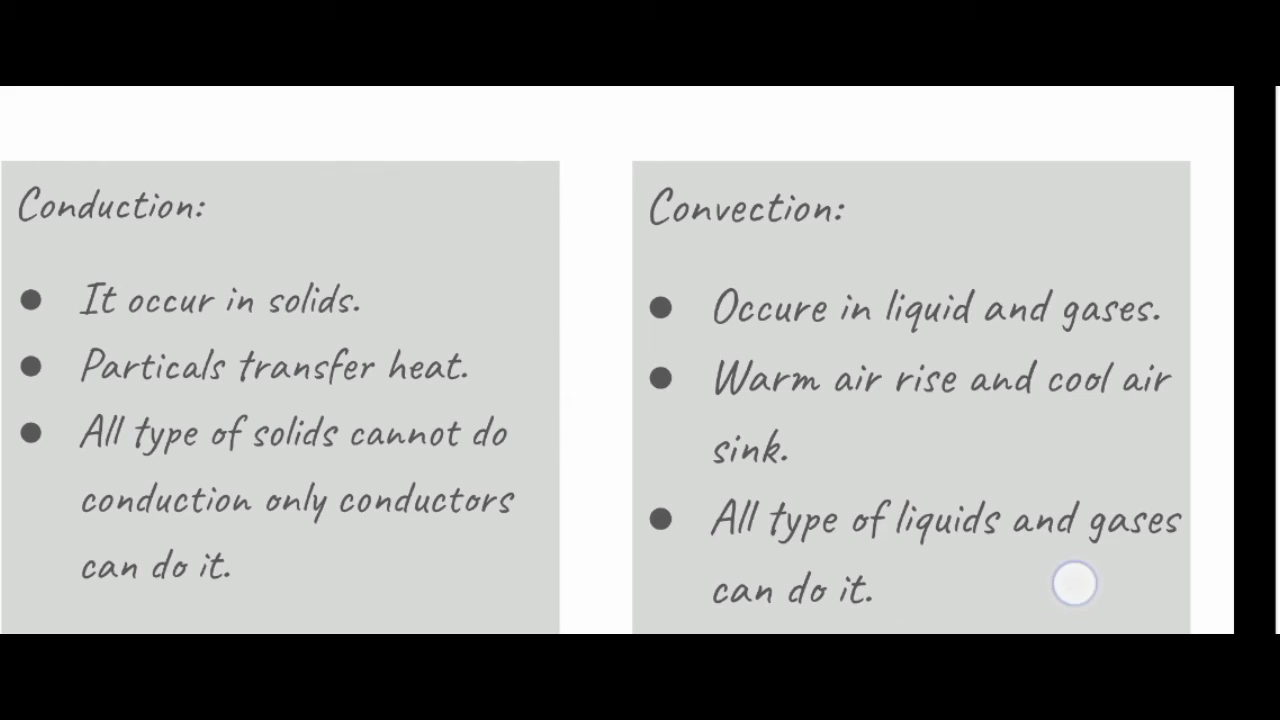 Conduction:
It occur in solids.
Particals transfer heat.
All type of solids cannot do
conduction only conductors
can do it.
Convection:
Occure in liquid and gases.
Warm air rise and cool air
sink.
All type of liquids and gases
can do it.